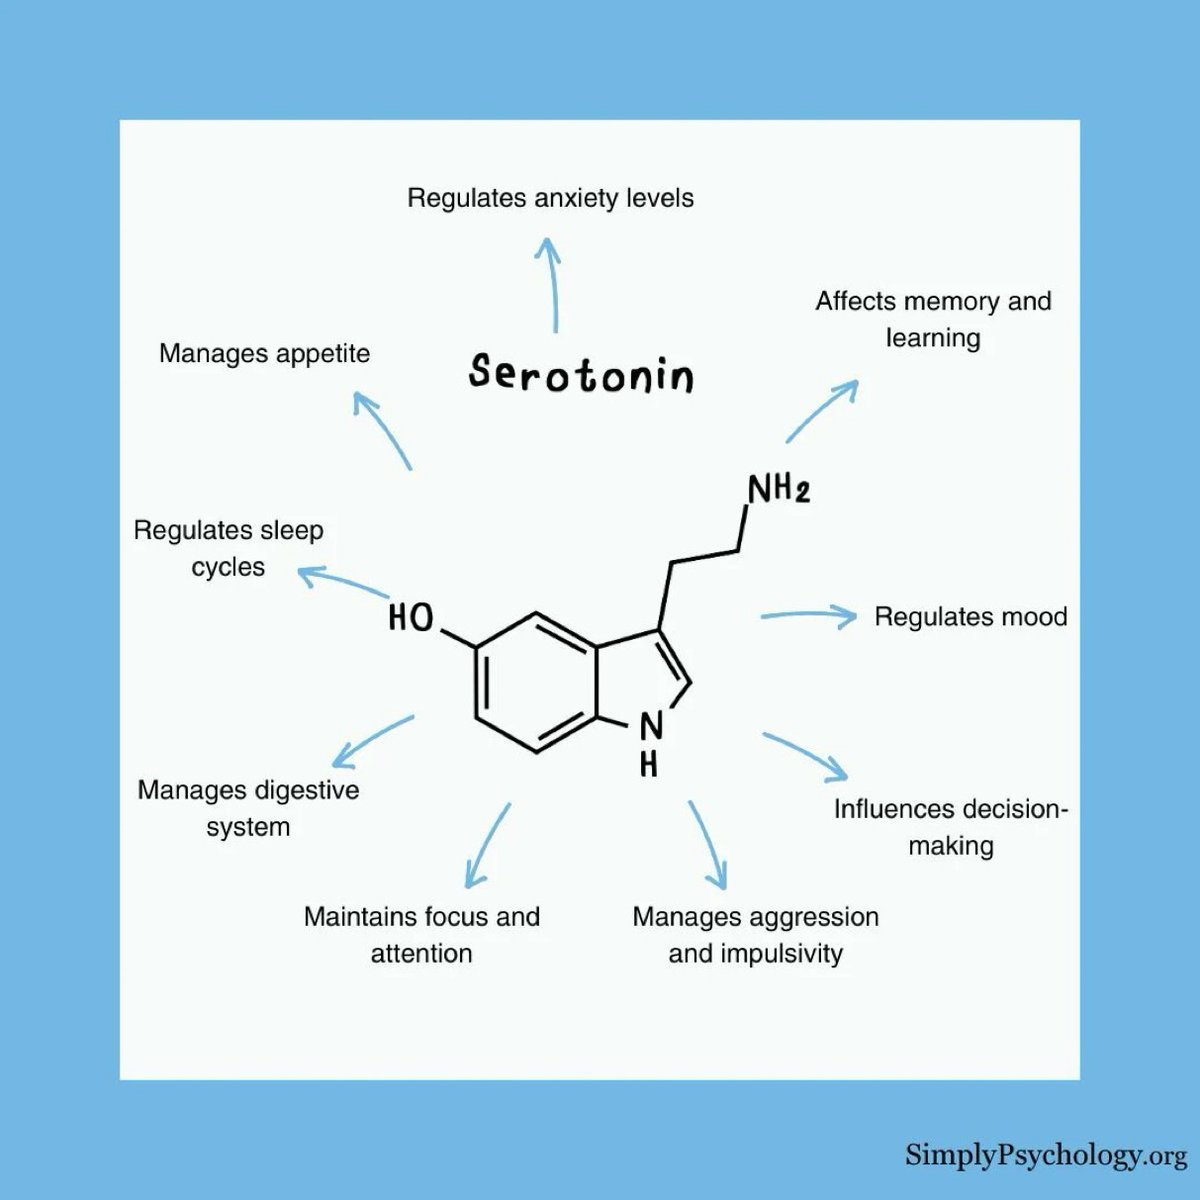 Regulates anxiety levels
Affects memory and
learning
Manages appetite
Serotonin
NH2
Regulates sleep
cycles
HO
Regulates mood
N
H
Manages digestive
system
Influences decision-
making
Maintains focus and
attention
Manages aggression
and impulsivity
SimplyPsychology.org